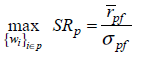 max SR_p = r̄_pf / σ_pf
{w_i}_{i∈p}